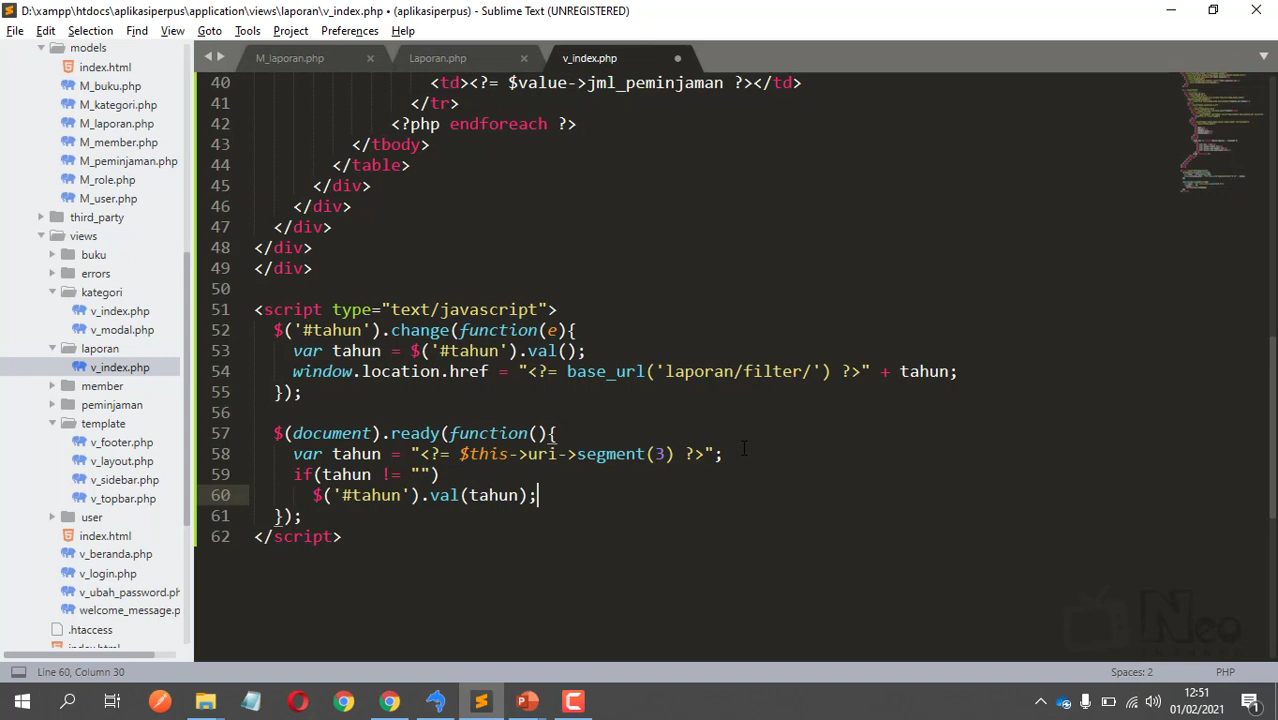 D:\xampp\htdocs\aplikasiperpus\application\views\laporan\v_index.php • (aplikasiperpus) - Sublime Text (UNREGISTERED)
File Edit Selection Find View Goto Tools Project Preferences Help
models
index.html
M_buku.php
M_kategori.php
M_laporan.php
M_member.php
M_peminjaman.php
M_role.php
M_user.php
third_party
views
buku
errors
kategori
v_index.php
v_modal.php
laporan
v_index.php
member
peminjaman
template
v_footer.php
v_layout.php
v_sidebar.php
v_topbar.php
user
index.html
v_beranda.php
v_login.php
v_ubah_password.ph
welcome_message.p
.htaccess
index.html
M_laporan.php Laporan.php v_index.php
40 <td><?= $value->jml_peminjaman ?></td>
41 </tr>
42 <?php endforeach ?>
43 </tbody>
44 </table>
45 </div>
46 </div>
47 </div>
48 </div>
49 </div>
50
51 <script type="text/javascript">
52 $('#tahun').change(function(e){
53 var tahun = $('#tahun').val();
54 window.location.href = "<?= base_url('laporan/filter/') ?>" + tahun;
55 });
56
57 $(document).ready(function(){
58 var tahun = "<?= $this->uri->segment(3) ?>";
59 if(tahun != "")
60 $('#tahun').val(tahun);
61 });
62 </script>
Neo
Line 60, Column 30
Spaces: 2
PHP
12:51
01/02/2021